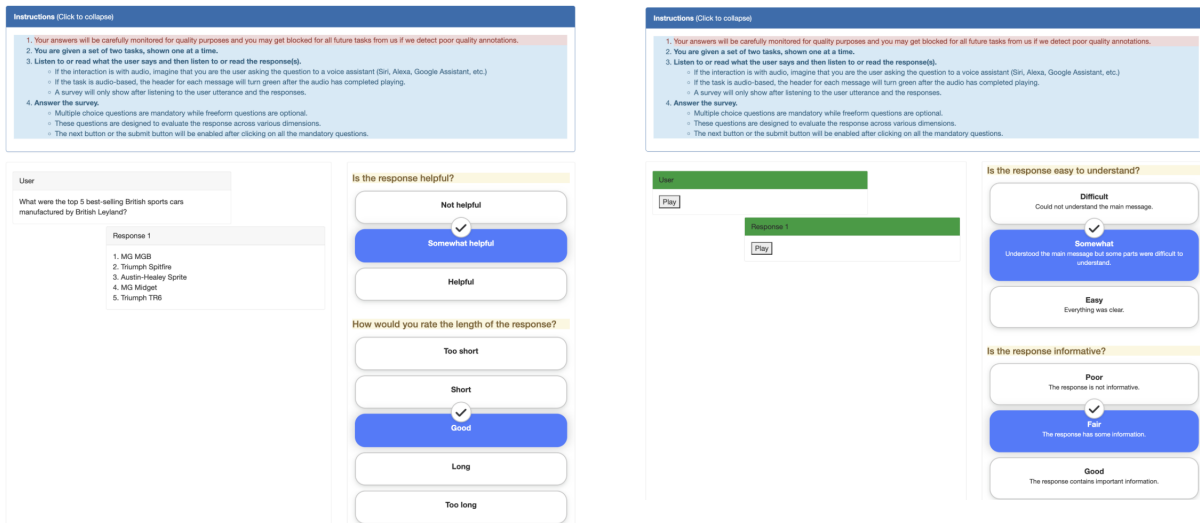 Instructions (Click to collapse)
1. Your answers will be carefully monitored for quality purposes and you may get blocked for all future tasks from us if we detect poor quality annotations.
2. You are given a set of two tasks, shown one at a time.
3. Listen to or read what the user says and then listen to or read the response(s).
If the interaction is with audio, imagine that you are the user asking the question to a voice assistant (Siri, Alexa, Google Assistant, etc.)
If the task is audio-based, the header for each message will turn green after the audio has completed playing.
A survey will only show after listening to the user utterance and the responses.
4. Answer the survey.
Multiple choice questions are mandatory while freeform questions are optional.
These questions are designed to evaluate the response across various dimensions.
The next button or the submit button will be enabled after clicking on all the mandatory questions.
User
What were the top 5 best-selling British sports cars
manufactured by British Leyland?
Response 1
1. MG MGB
2. Triumph Spitfire
3. Austin-Healey Sprite
4. MG Midget
5. Triumph TR6
Is the response helpful?
Not helpful
Somewhat helpful
Helpful
How would you rate the length of the response?
Too short
Short
Good
Long
Too long
Instructions (Click to collapse)
1. Your answers will be carefully monitored for quality purposes and you may get blocked for all future tasks from us if we detect poor quality annotations.
2. You are given a set of two tasks, shown one at a time.
3. Listen to or read what the user says and then listen to or read the response(s).
If the interaction is with audio, imagine that you are the user asking the question to a voice assistant (Siri, Alexa, Google Assistant, etc.)
If the task is audio-based, the header for each message will turn green after the audio has completed playing.
A survey will only show after listening to the user utterance and the responses.
4. Answer the survey.
Multiple choice questions are mandatory while freeform questions are optional.
These questions are designed to evaluate the response across various dimensions.
The next button or the submit button will be enabled after clicking on all the mandatory questions.
User
Play
Response 1
Play
Is the response easy to understand?
Difficult
Could not understand the main message.
Somewhat
Understood the main message but some parts were difficult to
understand.
Easy
Everything was clear.
Is the response informative?
Poor
The response is not informative.
Fair
The response has some information.
Good
The response contains important information.